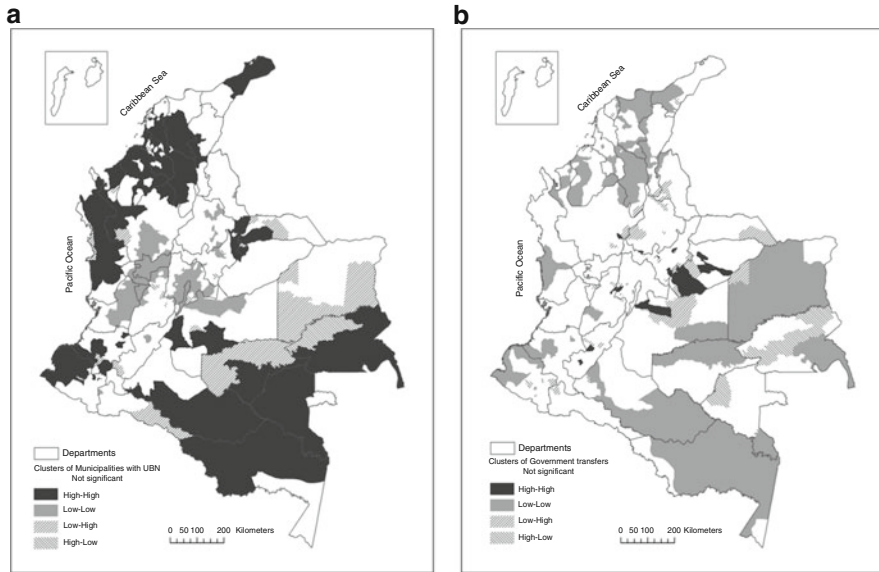 a
Caribbean Sea
Pacific Ocean
Departments
Clusters of Municipalities with UBN
Not significant
High-High
Low-Low
Low-High
High-Low
0 50 100 200 Kilometers
b
Caribbean Sea
Pacific Ocean
Departments
Clusters of Government transfers
Not significant
High-High
Low-Low
Low-High
High-Low
0 50 100 200 Kilometers